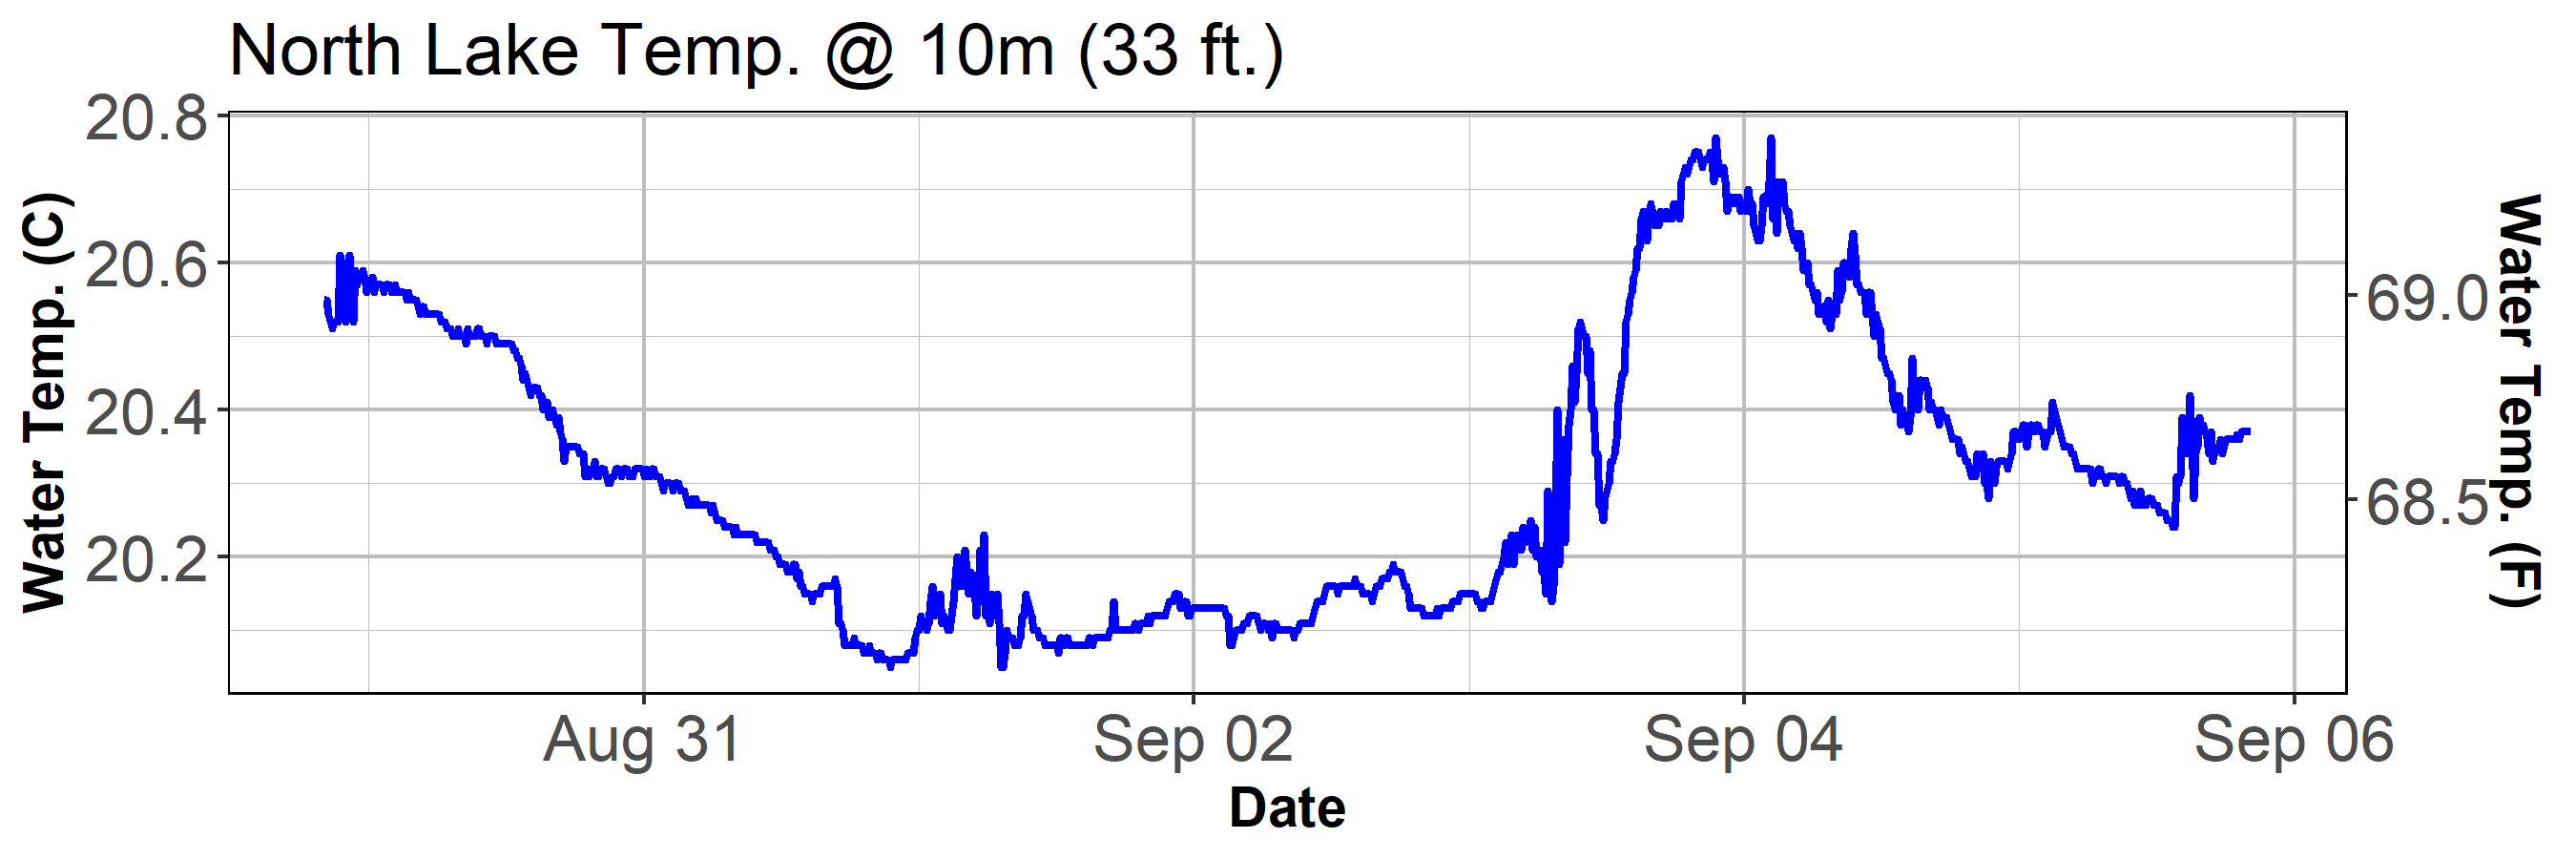 North Lake Temp. @ 10m (33 ft.)
Water Temp. (C)
20.8
20.6
20.4
20.2
Water Temp. (F)
69.0
68.5
Aug 31
Sep 02
Sep 04
Sep 06
Date